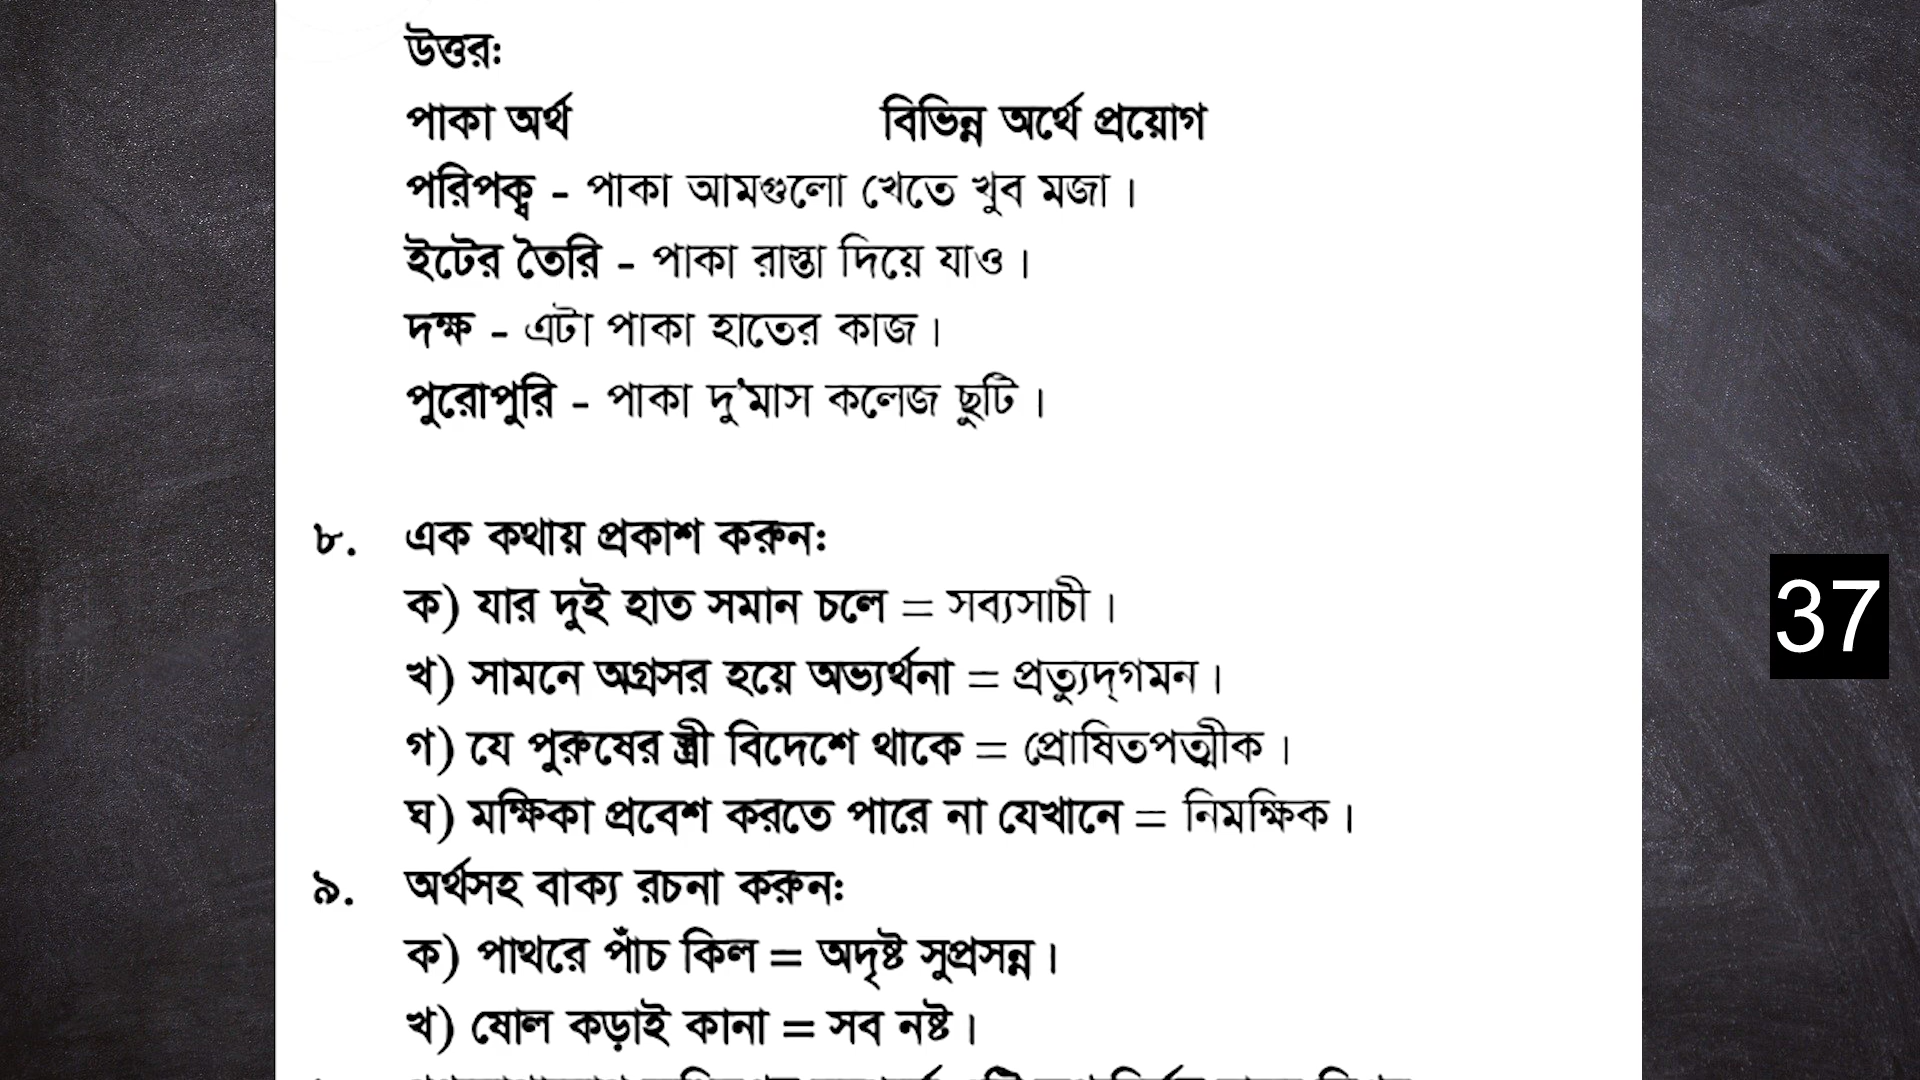 উত্তরঃ
পাকা অর্থ বিভিন্ন অর্থে প্রয়োগ
পরিপক্ব - পাকা আমগুলো খেতে খুব মজা।
ইটের তৈরি - পাকা রাস্তা দিয়ে যাও।
দক্ষ - এটা পাকা হাতের কাজ।
পুরোপুরি - পাকা দু'মাস কলেজ ছুটি।
৮. এক কথায় প্রকাশ করুনঃ
ক) যার দুই হাত সমান চলে = সব্যসাচী।
খ) সামনে অগ্রসর হয়ে অভ্যর্থনা = প্রত্যুদ্‌গমন।
গ) যে পুরুষের স্ত্রী বিদেশে থাকে = প্রোষিতপত্মীক।
ঘ) মক্ষিকা প্রবেশ করতে পারে না যেখানে = নিমক্ষিক।
৯. অর্থসহ বাক্য রচনা করুনঃ
ক) পাথরে পাঁচ কিল = অদৃষ্ট সুপ্রসন্ন।
খ) ষোল কড়াই কানা = সব নষ্ট।
37